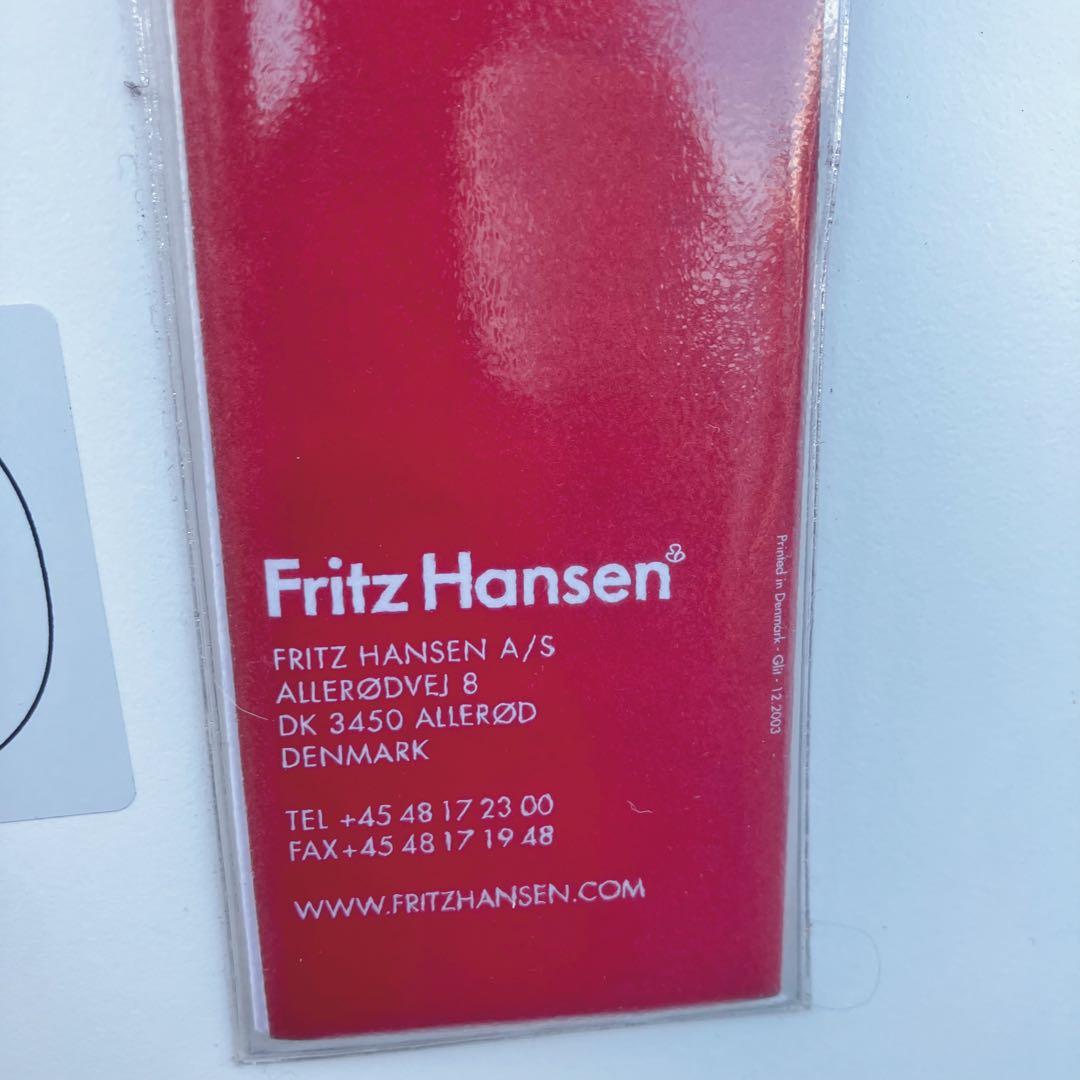 Fritz Hansen
FRITZ HANSEN A/S
ALLERØDVEJ 8
DK 3450 ALLERØD
DENMARK
TEL +45 48 17 23 00
FAX+45 48 17 19 48
WWW.FRITZHANSEN.COM
Printed in Denmark · Glit · 12.2003